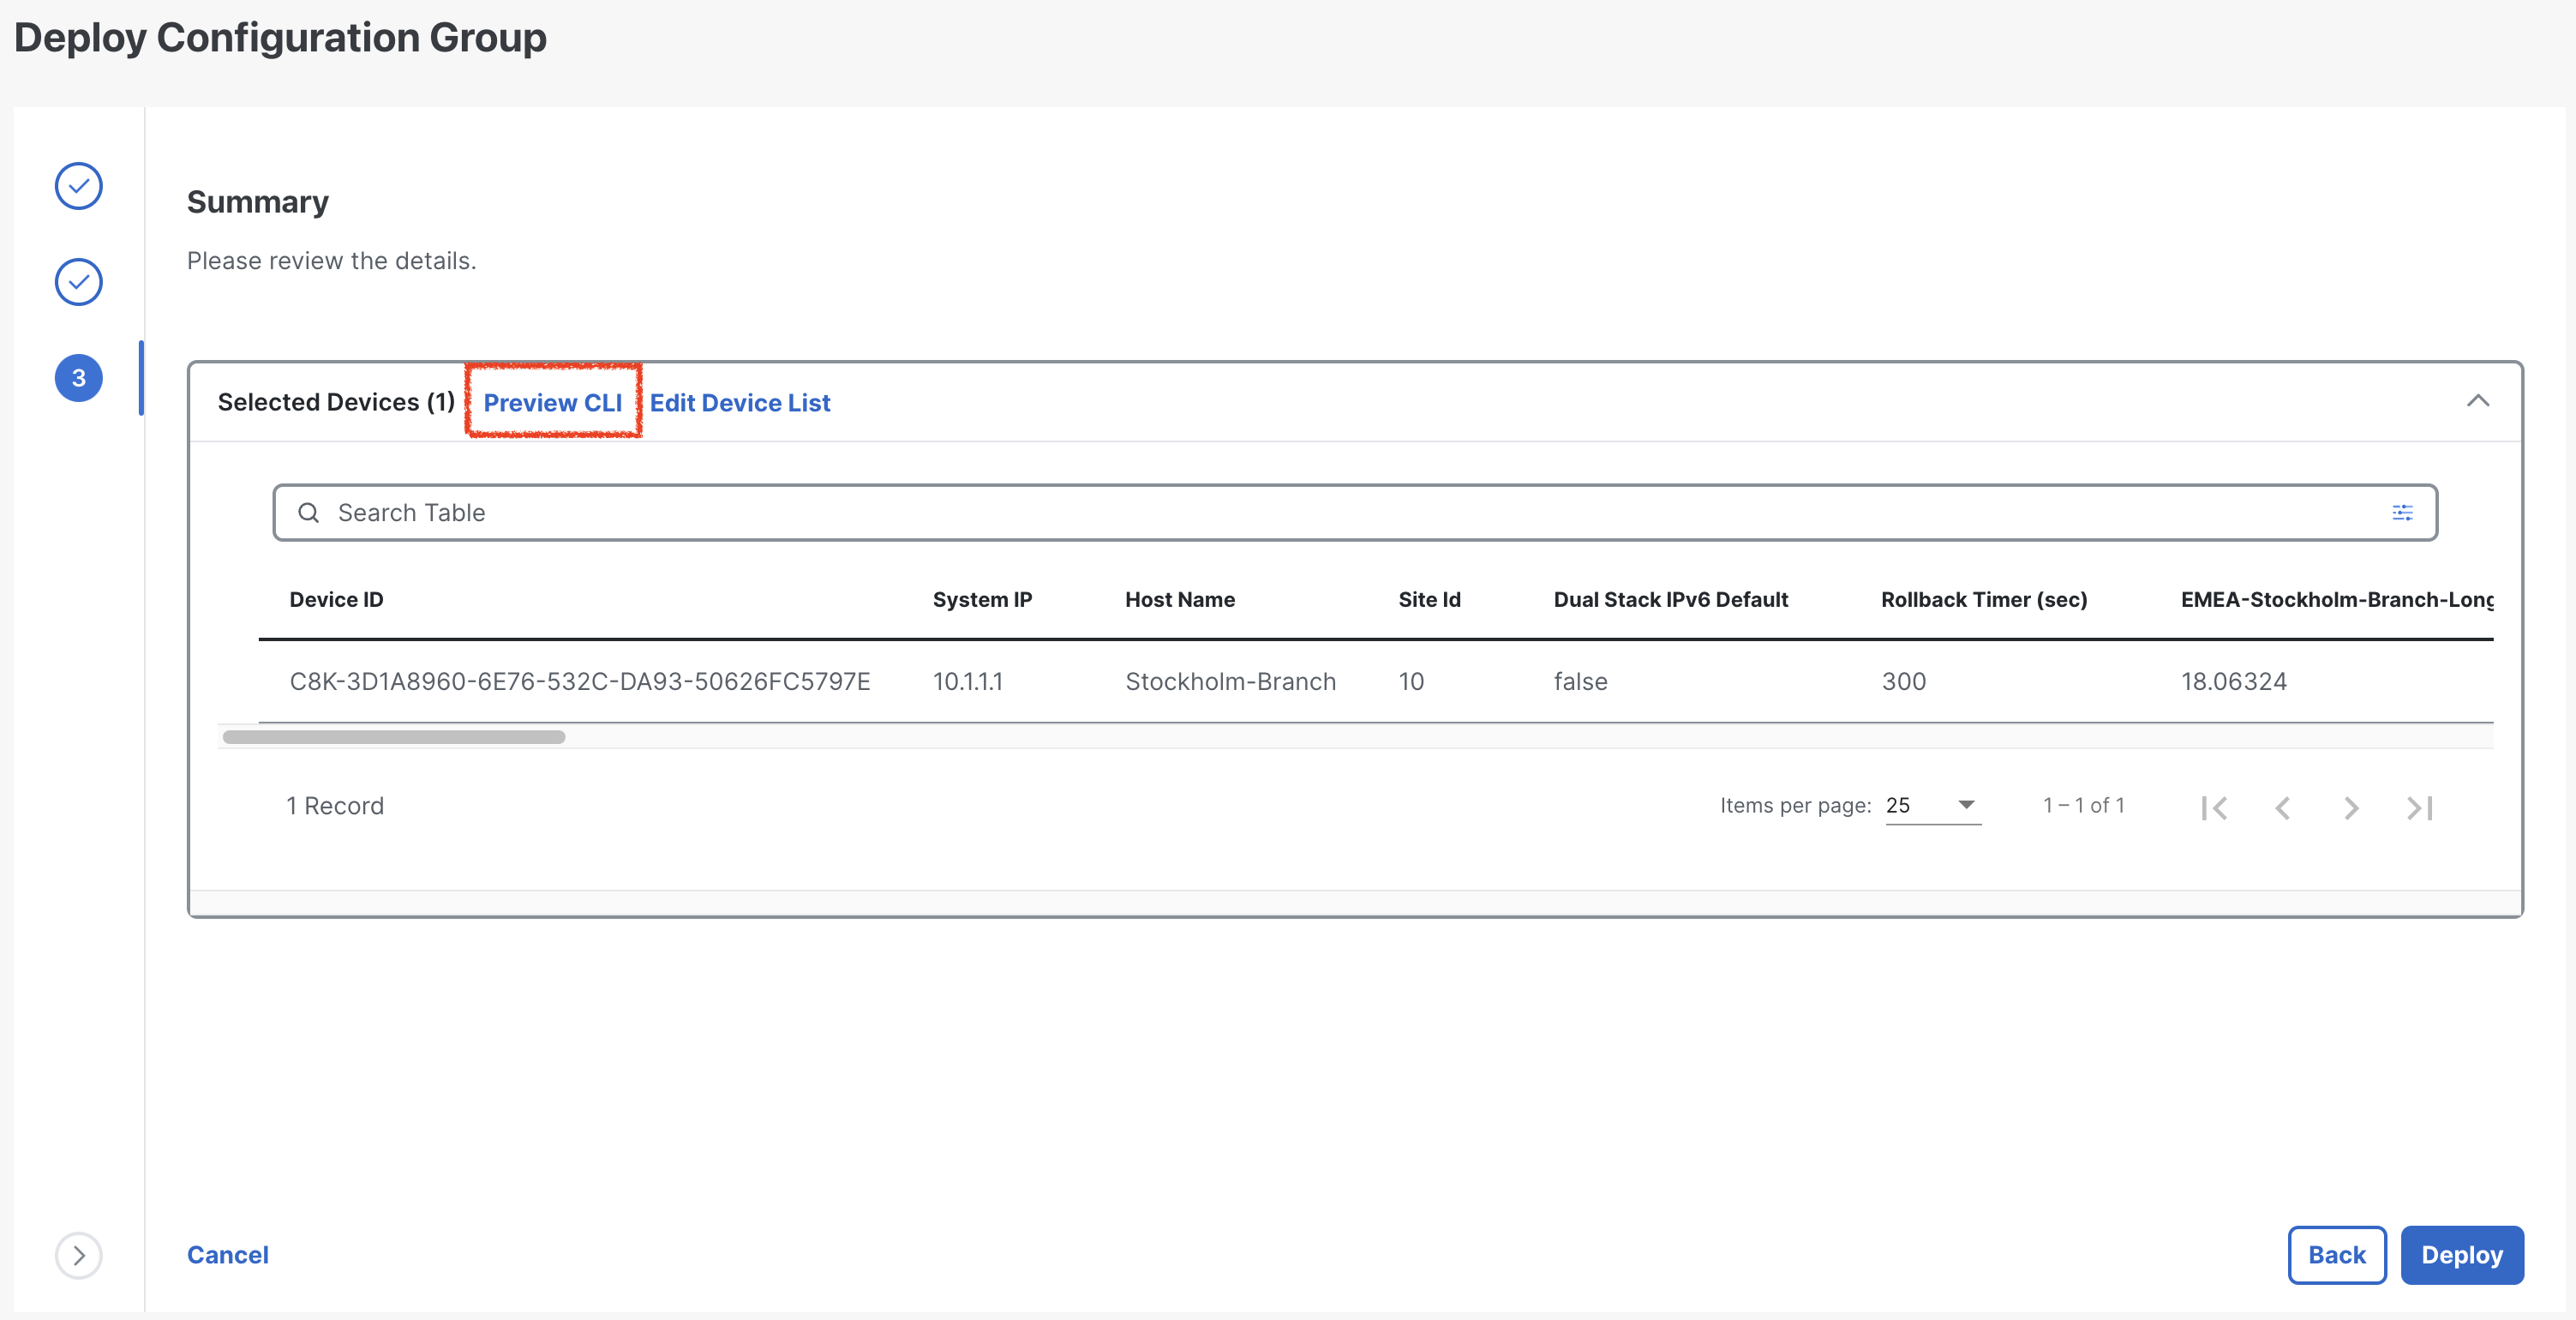 Deploy Configuration Group
Summary
Please review the details.
3
Selected Devices (1) Preview CLI Edit Device List
Search Table
Device ID System IP Host Name Site Id Dual Stack IPv6 Default Rollback Timer (sec) EMEA-Stockholm-Branch-Long
C8K-3D1A8960-6E76-532C-DA93-50626FC5797E 10.1.1.1 Stockholm-Branch 10 false 300 18.06324
1 Record Items per page: 25 1 – 1 of 1
Cancel Back Deploy